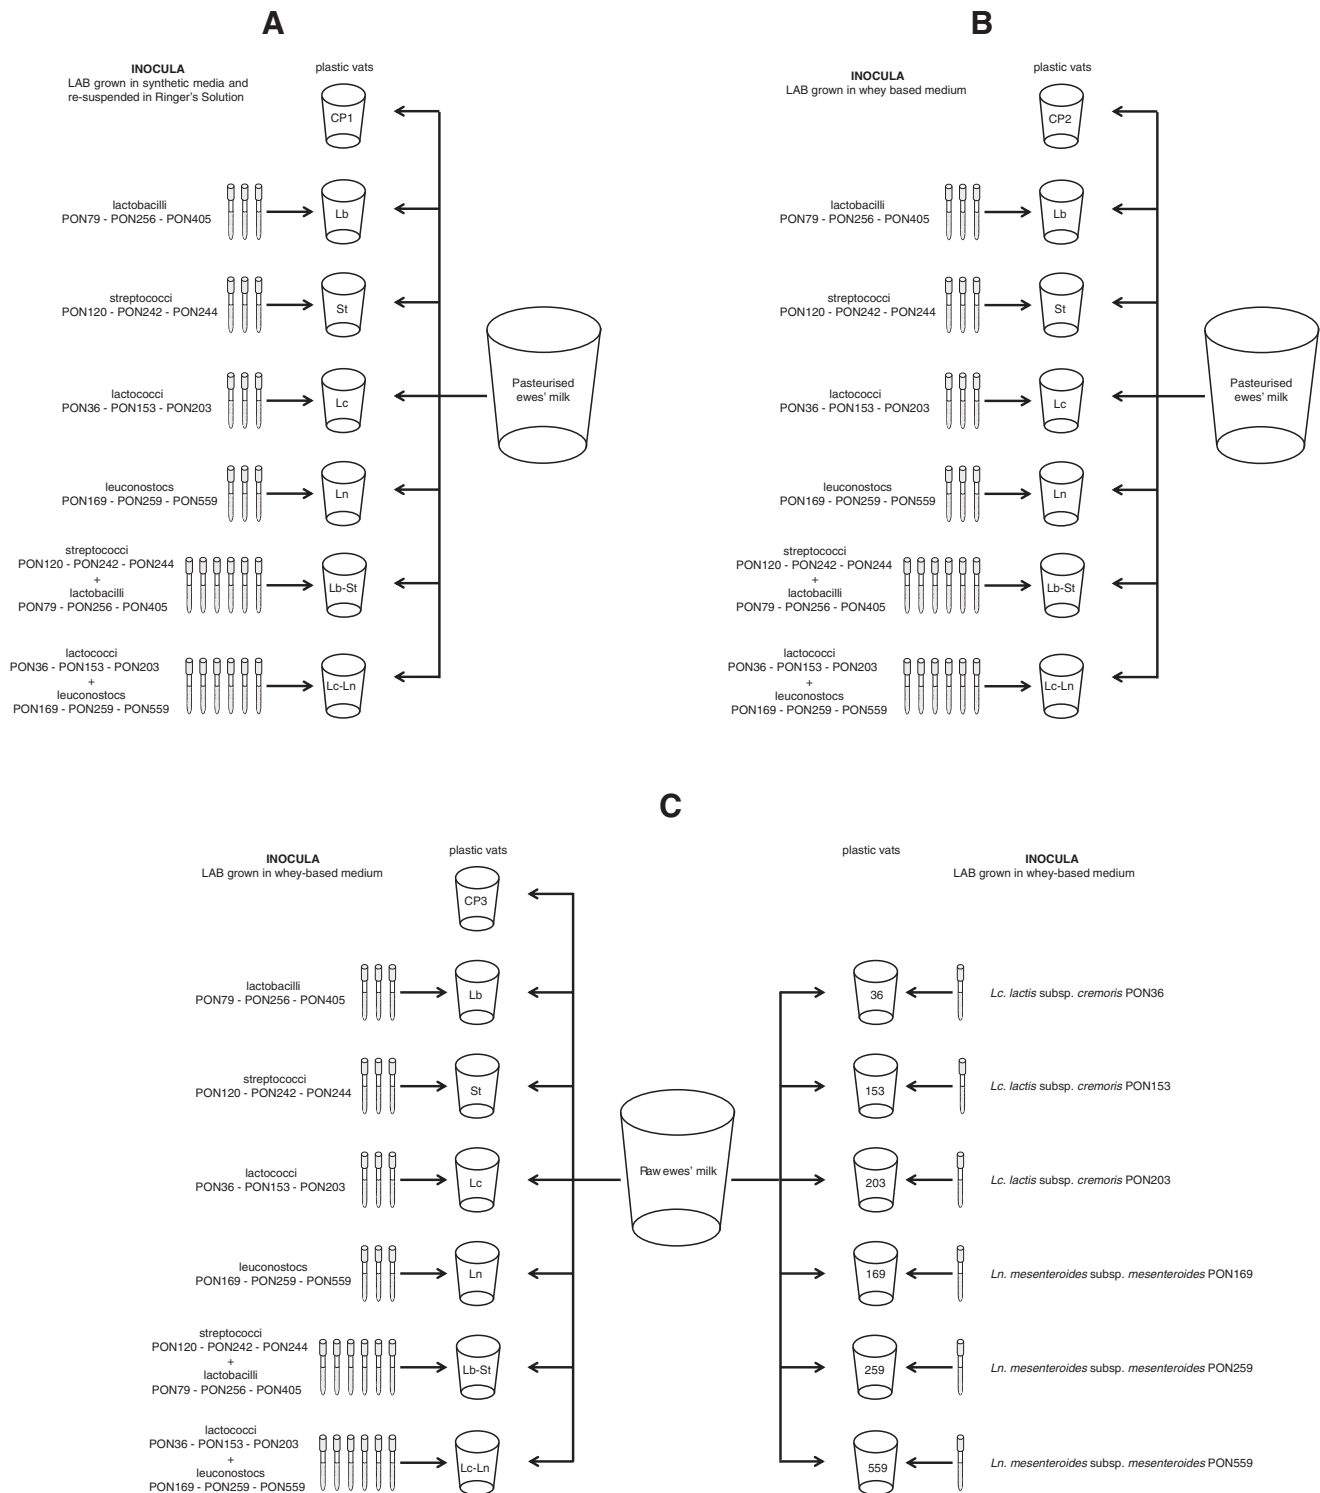 A
INOCULA
LAB grown in synthetic media and
re-suspended in Ringer's Solution
plastic vats
CP1
lactobacilli
PON79 - PON256 - PON405
Lb
streptococci
PON120 - PON242 - PON244
St
lactococci
PON36 - PON153 - PON203
Lc
leuconostocs
PON169 - PON259 - PON559
Ln
streptococci
PON120 - PON242 - PON244
+
lactobacilli
PON79 - PON256 - PON405
Lb-St
lactococci
PON36 - PON153 - PON203
+
leuconostocs
PON169 - PON259 - PON559
Lc-Ln
Pasteurised
ewes' milk
B
INOCULA
LAB grown in whey based medium
plastic vats
CP2
lactobacilli
PON79 - PON256 - PON405
Lb
streptococci
PON120 - PON242 - PON244
St
lactococci
PON36 - PON153 - PON203
Lc
leuconostocs
PON169 - PON259 - PON559
Ln
streptococci
PON120 - PON242 - PON244
+
lactobacilli
PON79 - PON256 - PON405
Lb-St
lactococci
PON36 - PON153 - PON203
+
leuconostocs
PON169 - PON259 - PON559
Lc-Ln
Pasteurised
ewes' milk
C
INOCULA
LAB grown in whey-based medium
plastic vats
CP3
lactobacilli
PON79 - PON256 - PON405
Lb
streptococci
PON120 - PON242 - PON244
St
lactococci
PON36 - PON153 - PON203
Lc
leuconostocs
PON169 - PON259 - PON559
Ln
streptococci
PON120 - PON242 - PON244
+
lactobacilli
PON79 - PON256 - PON405
Lb-St
lactococci
PON36 - PON153 - PON203
+
leuconostocs
PON169 - PON259 - PON559
Lc-Ln
Raw ewes' milk
plastic vats
INOCULA
LAB grown in whey-based medium
36
Lc. lactis subsp. cremoris PON36
153
Lc. lactis subsp. cremoris PON153
203
Lc. lactis subsp. cremoris PON203
169
Ln. mesenteroides subsp. mesenteroides PON169
259
Ln. mesenteroides subsp. mesenteroides PON259
559
Ln. mesenteroides subsp. mesenteroides PON559